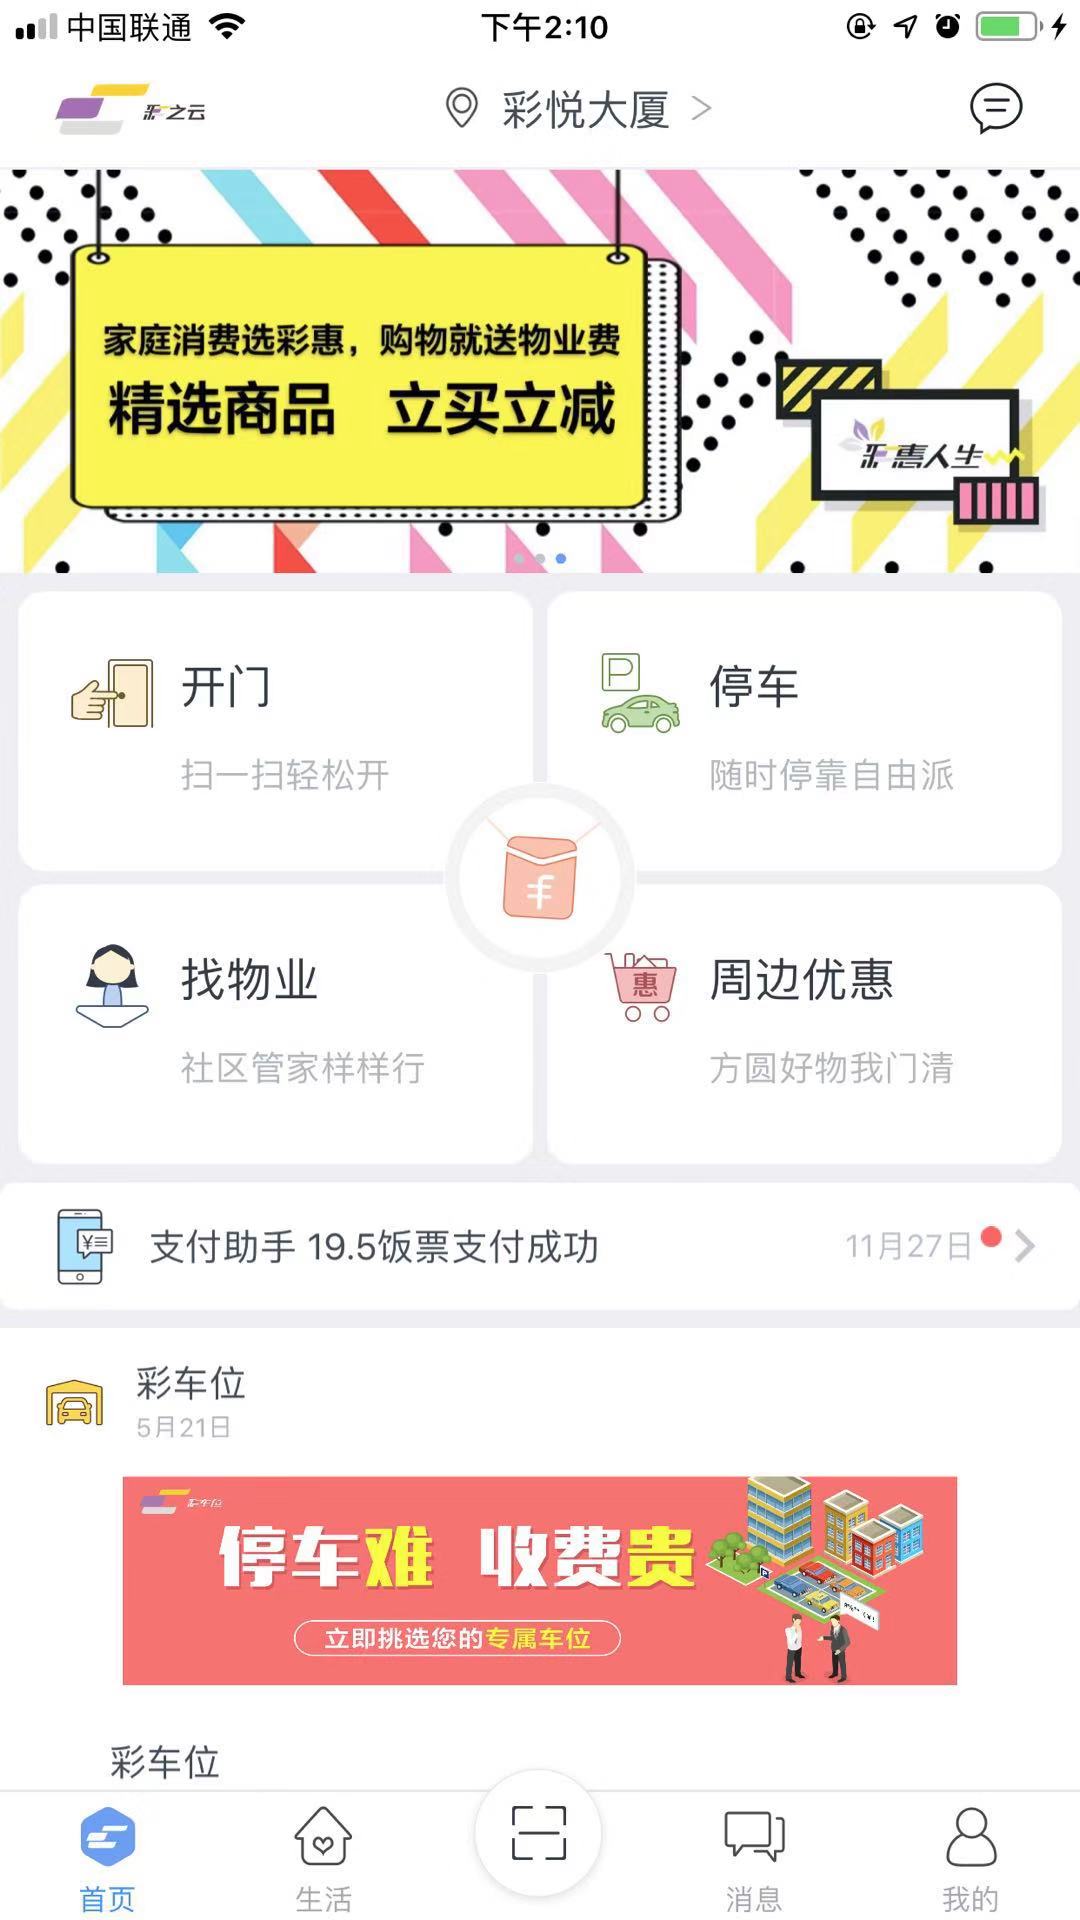 中国联通
下午2:10
彩之云
彩悦大厦
家庭消费选彩惠，购物就送物业费
精选商品 立买立减
彩惠人生
开门
扫一扫轻松开
P
停车
随时停靠自由派
找物业
社区管家样样行
惠
周边优惠
方圆好物我门清
¥
支付助手 19.5饭票支付成功
11月27日
彩车位
5月21日
彩车位
停车难 收费贵
P
立即挑选您的专属车位
彩车位
首页
生活
消息
我的